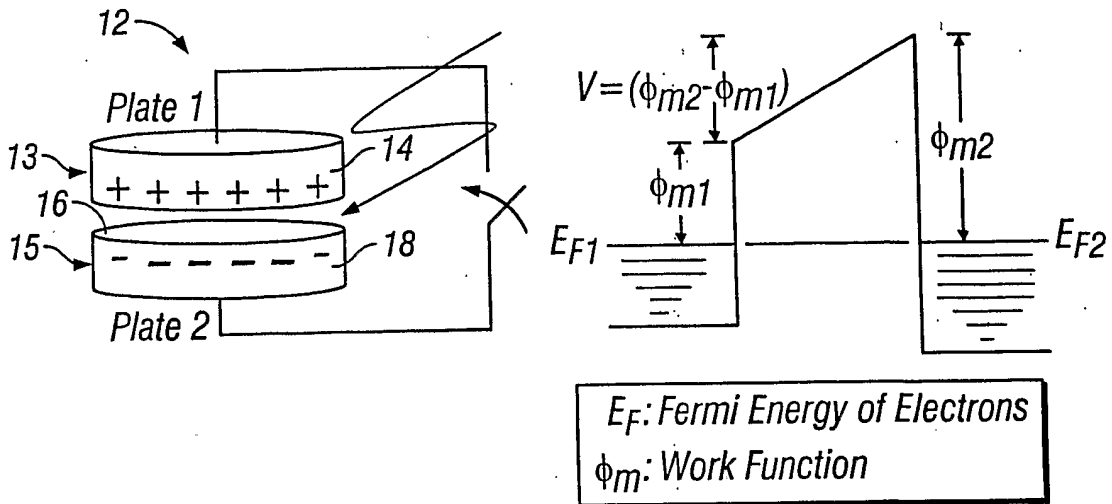 12
Plate 1
13
14
+ + + + + +
16
15
18
- - - - - -
Plate 2
V=(ϕm2-ϕm1)
ϕm1
ϕm2
EF1
EF2
EF: Fermi Energy of Electrons
ϕm: Work Function